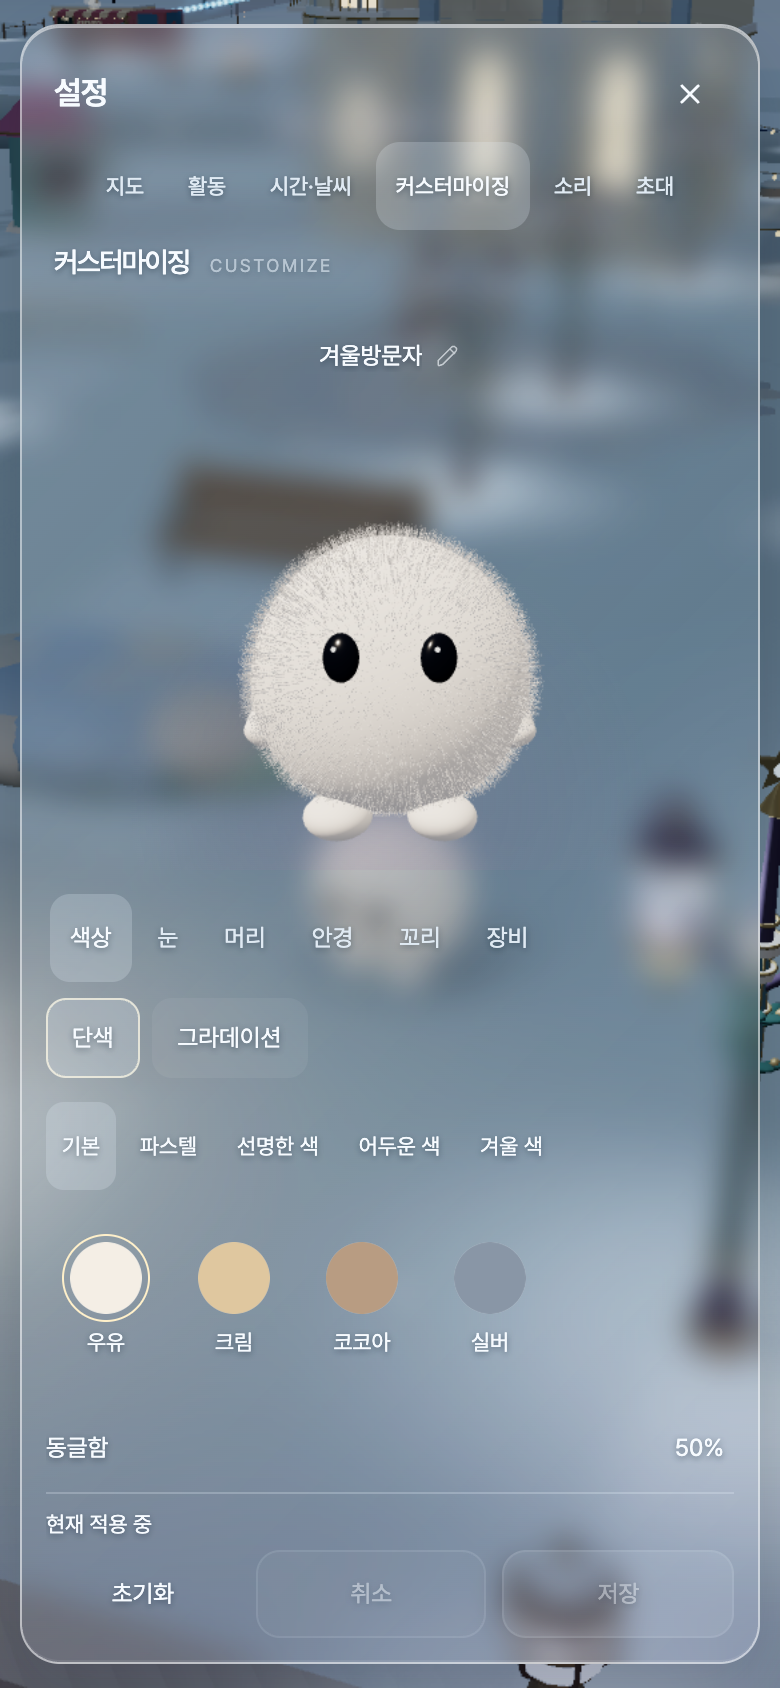 설정
지도 활동 시간·날씨 커스터마이징 소리 초대
커스터마이징 CUSTOMIZE
겨울방문자
색상 눈 머리 안경 꼬리 장비
단색 그라데이션
기본 파스텔 선명한 색 어두운 색 겨울 색
우유 크림 코코아 실버
동글함 50%
현재 적용 중
초기화 취소 저장